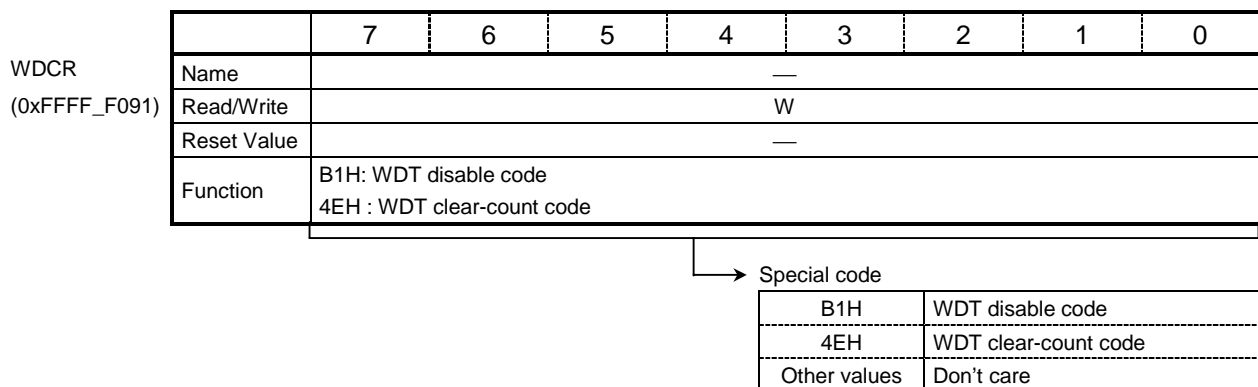 7 6 5 4 3 2 1 0
WDCR
(0xFFFF_F091)
Name —
Read/Write W
Reset Value —
Function
B1H: WDT disable code
4EH : WDT clear-count code
Special code
B1H WDT disable code
4EH WDT clear-count code
Other values Don't care